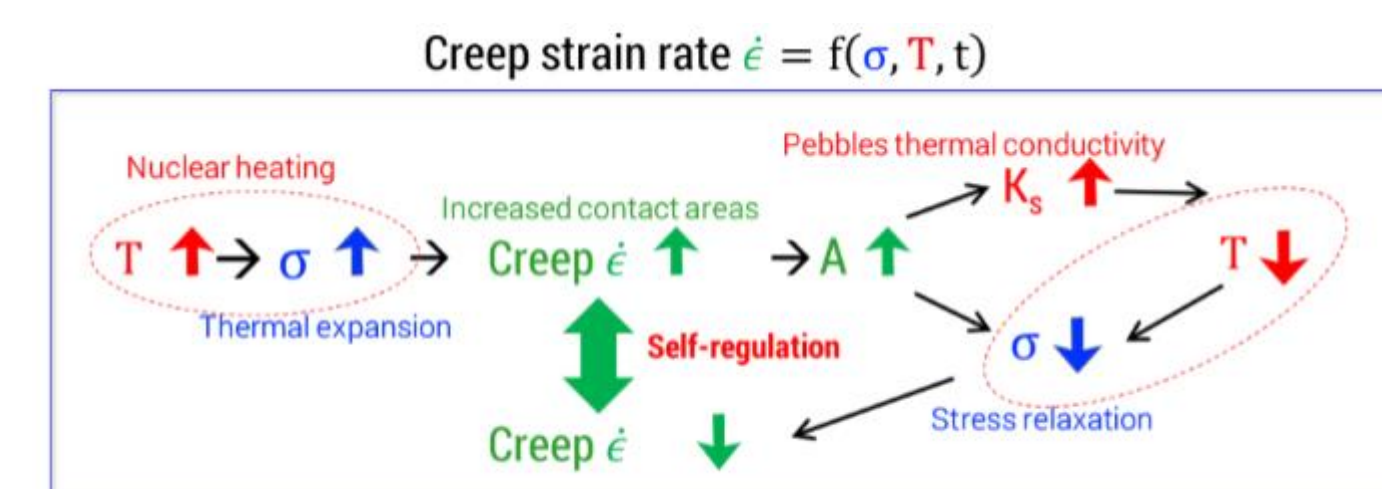 Creep strain rate ϵ̇ = f(σ, T, t)
Nuclear heating
Pebbles thermal conductivity
Increased contact areas
T → σ → Creep ϵ̇ → A
Kₛ
T
Thermal expansion
Self-regulation
σ
Stress relaxation
Creep ϵ̇